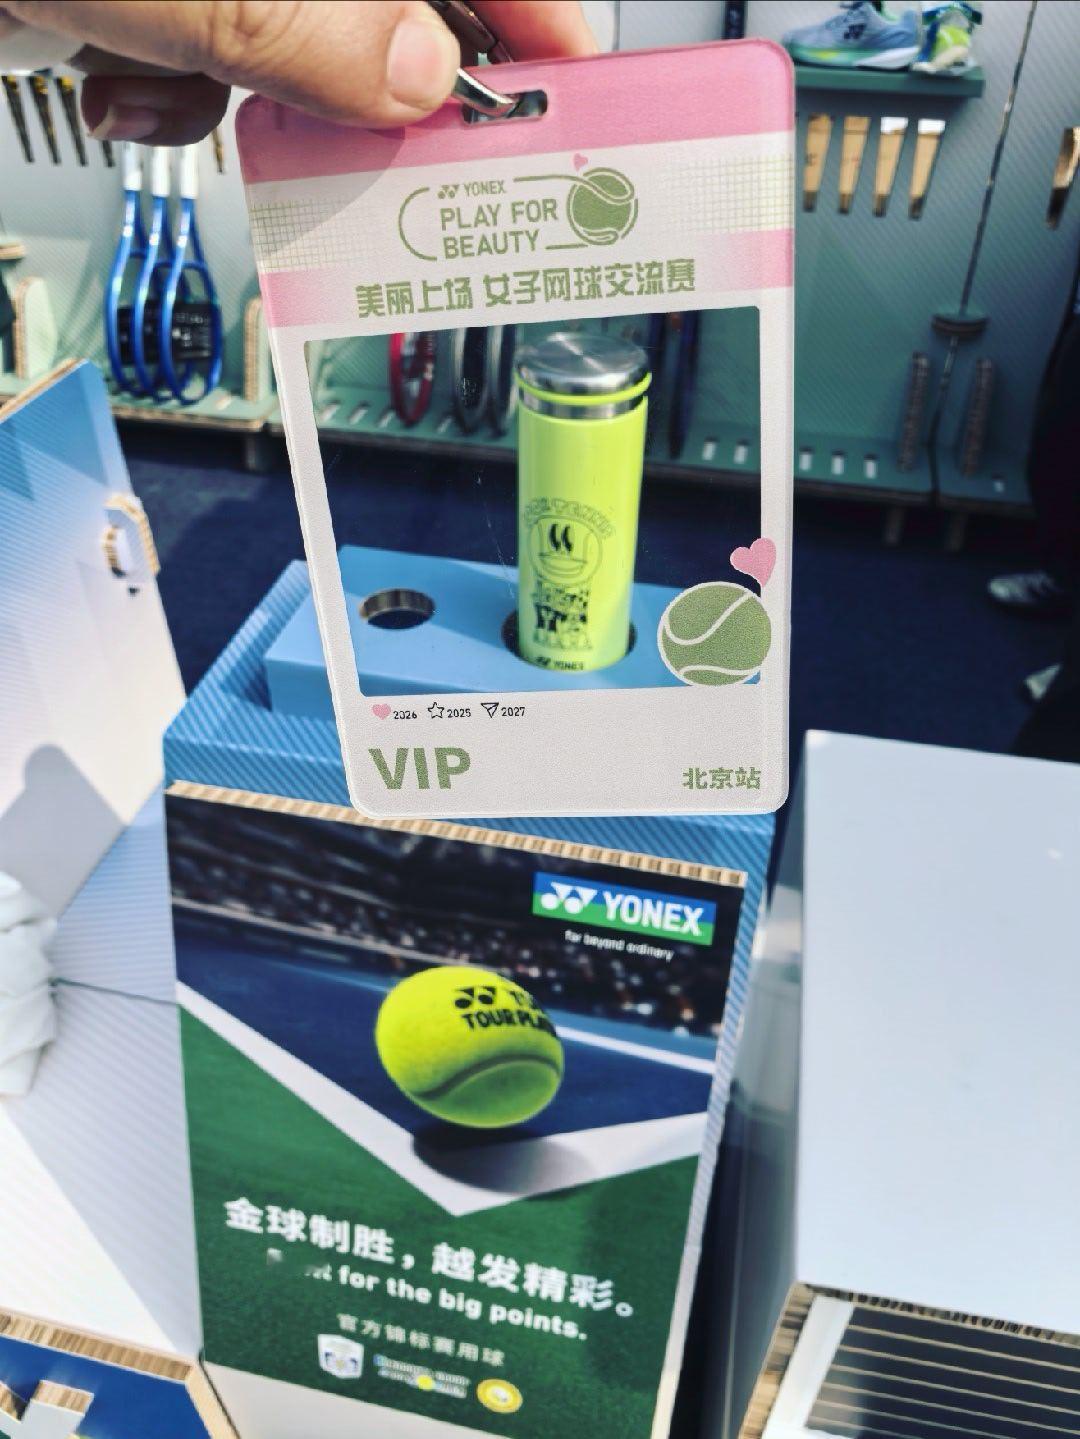 YONEX
PLAY FOR
BEAUTY
美丽上场 女子网球交流赛
YONEX
2026 2025 2027
VIP
北京站
YONEX
far beyond ordinary
TOUR
金球制胜，越发精彩。
for the big points.
官方锦标赛用球